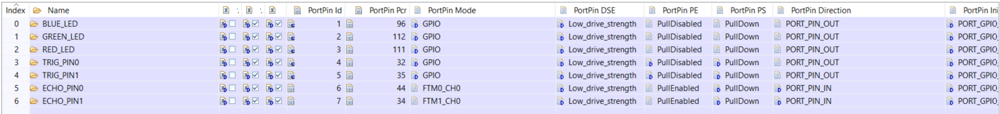 Index Name '. '. PortPin Id PortPin Pcr PortPin Mode PortPin DSE PortPin PE PortPin PS PortPin Direction PortPin Ini
0 BLUE_LED 1 96 GPIO Low_drive_strength PullDisabled PullDown PORT_PIN_OUT PORT_GPIO_
1 GREEN_LED 2 112 GPIO Low_drive_strength PullDisabled PullDown PORT_PIN_OUT PORT_GPIO_
2 RED_LED 3 111 GPIO Low_drive_strength PullDisabled PullDown PORT_PIN_OUT PORT_GPIO_
3 TRIG_PIN0 4 32 GPIO Low_drive_strength PullDisabled PullDown PORT_PIN_OUT PORT_GPIO_
4 TRIG_PIN1 5 35 GPIO Low_drive_strength PullDisabled PullDown PORT_PIN_OUT PORT_GPIO_
5 ECHO_PIN0 6 44 FTM0_CH0 Low_drive_strength PullEnabled PullDown PORT_PIN_IN PORT_GPIO_
6 ECHO_PIN1 7 34 FTM1_CH0 Low_drive_strength PullEnabled PullDown PORT_PIN_IN PORT_GPIO_